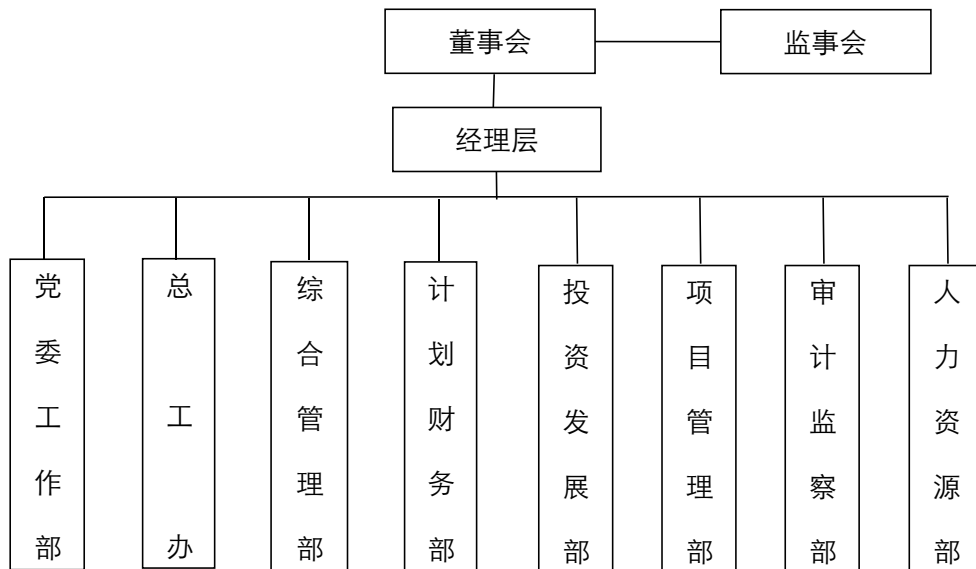 董事会
监事会
经理层
党委工作部
总工办
综合管理部
计划财务部
投资发展部
项目管理部
审计监察部
人力资源部